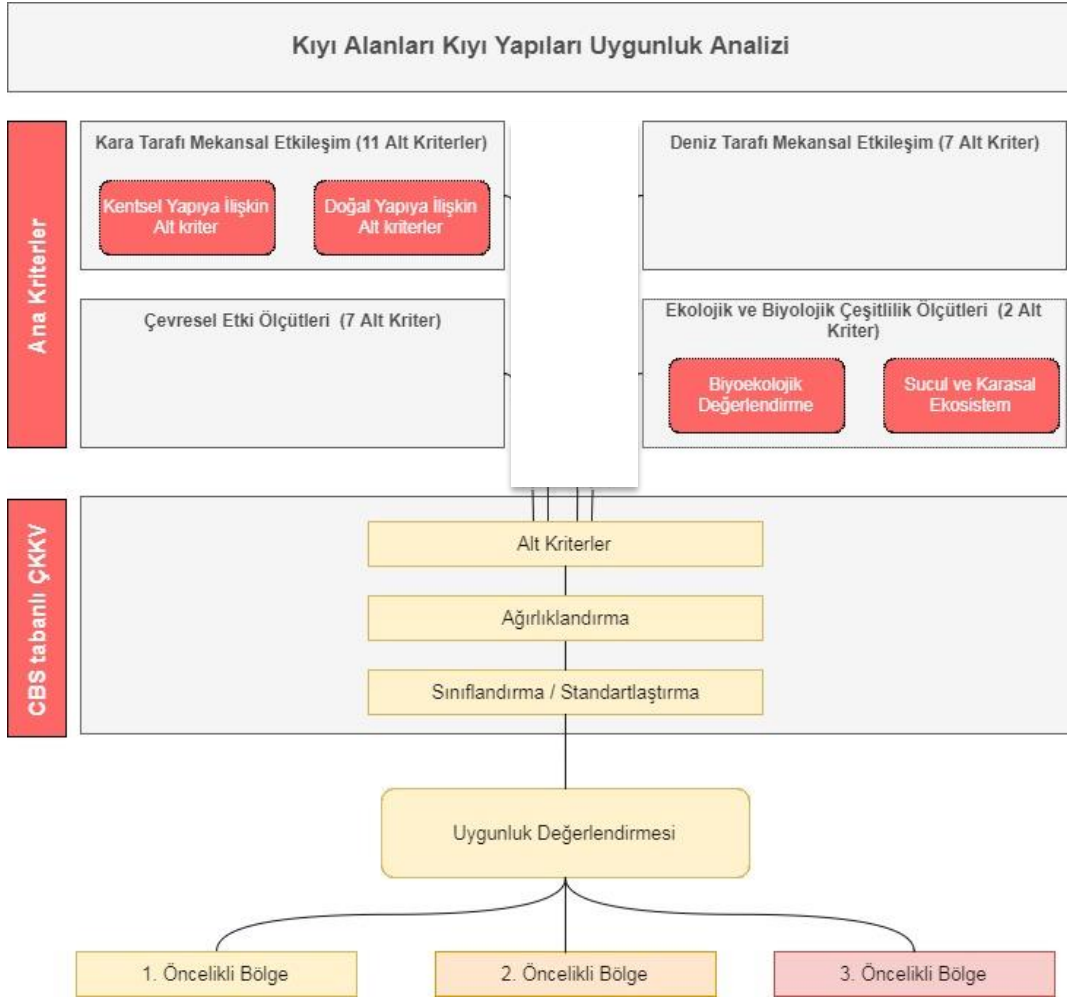 Kıyı Alanları Kıyı Yapıları Uygunluk Analizi
Ana Kriterler
Kara Tarafı Mekansal Etkileşim (11 Alt Kriterler)
Kentsel Yapıya İlişkin
Alt kriter
Doğal Yapıya İlişkin
Alt kriterler
Deniz Tarafı Mekansal Etkileşim (7 Alt Kriter)
Çevresel Etki Ölçütleri (7 Alt Kriter)
Ekolojik ve Biyolojik Çeşitlilik Ölçütleri (2 Alt
Kriter)
Biyoekolojik
Değerlendirme
Sucul ve Karasal
Ekosistem
CBS tabanlı ÇKKV
Alt Kriterler
Ağırlıklandırma
Sınıflandırma / Standartlaştırma
Uygunluk Değerlendirmesi
1. Öncelikli Bölge
2. Öncelikli Bölge
3. Öncelikli Bölge